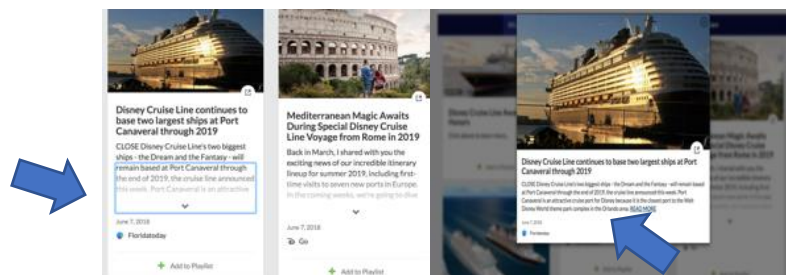 Disney Cruise Line continues to
base two largest ships at Port
Canaveral through 2019
CLOSE Disney Cruise Line's two biggest
ships - the Dream and the Fantasy - will
remain based at Port Canaveral through
the end of 2019, the cruise line announced
this week. Port Canaveral is an attractive
June 7, 2018
Floridatoday
Add to Playlist
Mediterranean Magic Awaits
During Special Disney Cruise
Line Voyage from Rome in 2019
Back in March, I shared with you the
exciting news of our incredible itinerary
lineup for summer 2019, including first-
time visits to seven new ports in Europe.
In the coming weeks, we're going to dive
June 7, 2018
Go
Add to Playlist
Disney Cruise Line continues to base two largest ships at Port
Canaveral through 2019
CLOSE Disney Cruise Line's two biggest ships - the Dream and the Fantasy - will remain based
at Port Canaveral through the end of 2019, the cruise line announced this week. Port
Canaveral is an attractive cruise port for Disney because it is the closest port to the Walt
Disney World theme park complex in the Orlando area. READ MORE
June 7, 2018
Floridatoday